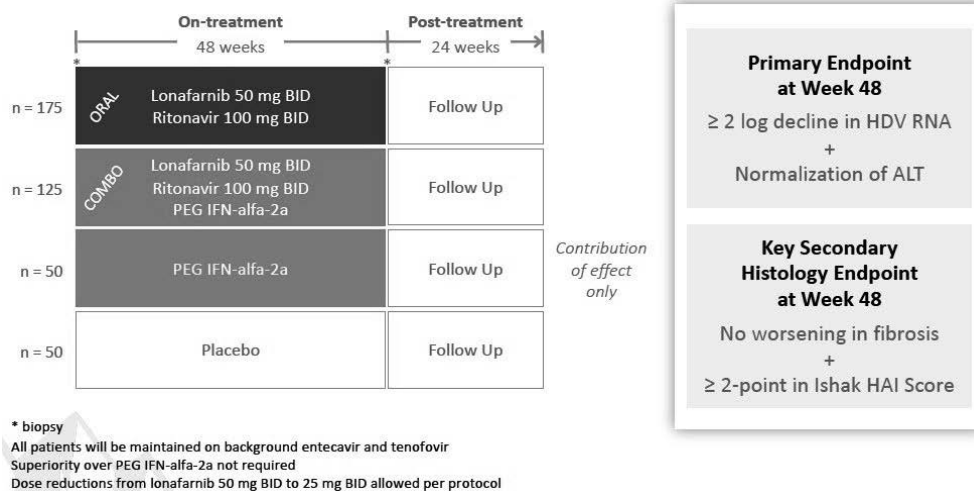 On-treatment
Post-treatment
48 weeks
24 weeks
* *
n = 175
ORAL
Lonafarnib 50 mg BID
Ritonavir 100 mg BID
Follow Up
n = 125
COMBO
Lonafarnib 50 mg BID
Ritonavir 100 mg BID
PEG IFN-alfa-2a
Follow Up
n = 50
PEG IFN-alfa-2a
Follow Up
Contribution
of effect
only
n = 50
Placebo
Follow Up
* biopsy
All patients will be maintained on background entecavir and tenofovir
Superiority over PEG IFN-alfa-2a not required
Dose reductions from lonafarnib 50 mg BID to 25 mg BID allowed per protocol
Primary Endpoint
at Week 48
≥ 2 log decline in HDV RNA
+
Normalization of ALT
Key Secondary
Histology Endpoint
at Week 48
No worsening in fibrosis
+
≥ 2-point in Ishak HAI Score